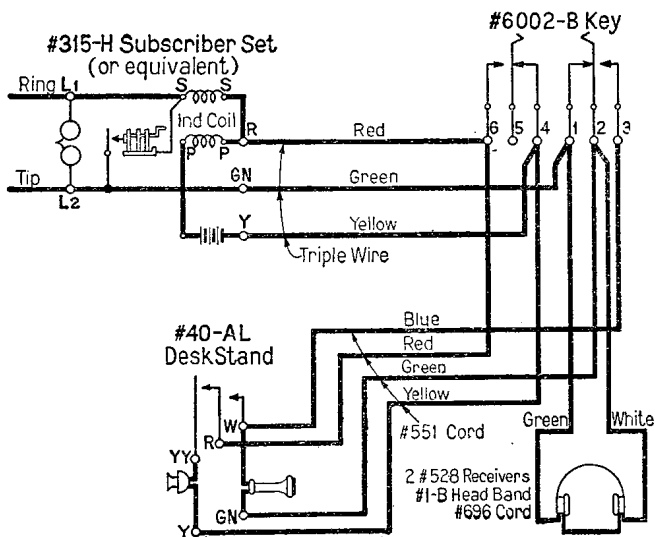 #315-H Subscriber Set
(or equivalent)
#6002-B Key
Ring L1
S S
Ind Coil
R
Red
P P
6 5 4 1 2 3
GN
Green
Tip
L2
Y
Yellow
Triple Wire
#40-AL
Desk Stand
Blue
Red
Green
Yellow
W
R
YY
#551 Cord
Green
White
GN
Y
2 #528 Receivers
#1-B Head Band
#696 Cord